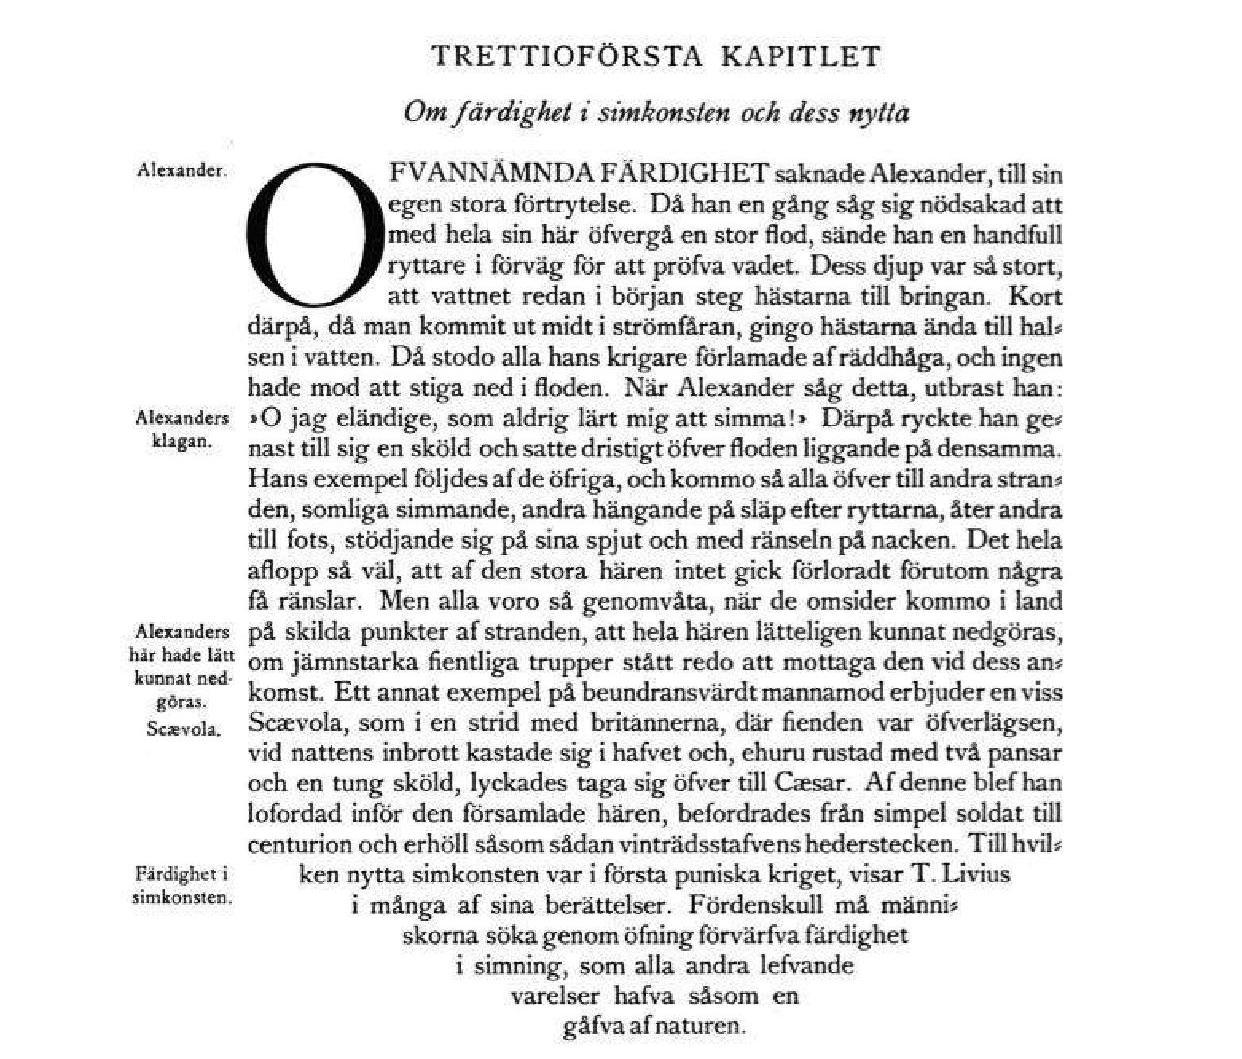 TRETTIOFÖRSTA KAPITLET
Om färdighet i simkonsten och dess nytta
Alexander.
OFVANNÄMNDA FÄRDIGHET saknade Alexander, till sin
egen stora förtrytelse. Då han en gång såg sig nödsakad att
med hela sin här öfvergå en stor flod, sände han en handfull
ryttare i förväg för att pröfva vadet. Dess djup var så stort,
att vattnet redan i början steg hästarna till bringan. Kort
därpå, då man kommit ut midt i strömfåran, gingo hästarna ända till hal⸗
sen i vatten. Då stodo alla hans krigare förlamade af räddhåga, och ingen
hade mod att stiga ned i floden. När Alexander såg detta, utbrast han:
Alexanders
klagan.
»O jag eländige, som aldrig lärt mig att simma!» Därpå ryckte han ge⸗
nast till sig en sköld och satte dristigt öfver floden liggande på densamma.
Hans exempel följdes af de öfriga, och kommo så alla öfver till andra stran⸗
den, somliga simmande, andra hängande på släp efter ryttarna, åter andra
till fots, stödjande sig på sina spjut och med ränseln på nacken. Det hela
aflopp så väl, att af den stora hären intet gick förloradt förutom några
få ränslar. Men alla voro så genomvåta, när de omsider kommo i land
Alexanders
här hade lätt
kunnat ned-
göras.
på skilda punkter af stranden, att hela hären lätteligen kunnat nedgöras,
om jämnstarka fientliga trupper stått redo att mottaga den vid dess an⸗
komst. Ett annat exempel på beundransvärdt mannamod erbjuder en viss
Scævola.
Scævola, som i en strid med britannerna, där fienden var öfverlägsen,
vid nattens inbrott kastade sig i hafvet och, ehuru rustad med två pansar
och en tung sköld, lyckades taga sig öfver till Cæsar. Af denne blef han
lofordad inför den församlade hären, befordrades från simpel soldat till
centurion och erhöll såsom sådan vinträdsstafvens hederstecken. Till hvil⸗
Färdighet i
simkonsten.
ken nytta simkonsten var i första puniska kriget, visar T. Livius
i många af sina berättelser. Fördenskull må männi⸗
skorna söka genom öfning förvärfva färdighet
i simning, som alla andra lefvande
varelser hafva såsom en
gåfva af naturen.